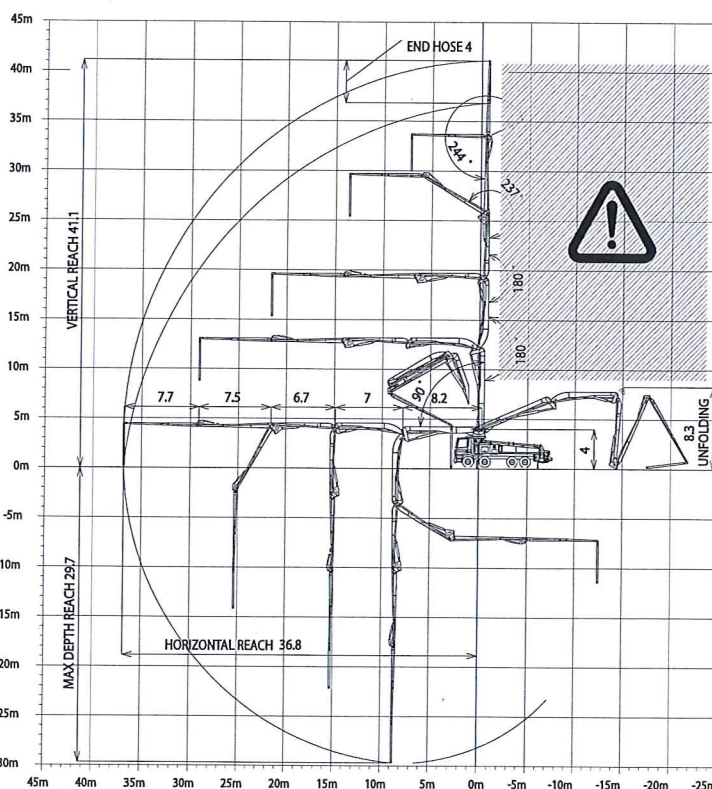 45m
40m
35m
30m
25m
20m
15m
10m
5m
0m
-5m
10m
15m
20m
25m
30m
45m 40m 35m 30m 25m 20m 15m 10m 5m 0m -5m -10m -15m -20m -25m
END HOSE 4
VERTICAL REACH 41.1
244°
237°
180°
180°
90°
7.7 7.5 6.7 7 8.2
4
8.3
UNFOLDING
MAX DEPTH REACH 29.7
HORIZONTAL REACH 36.8